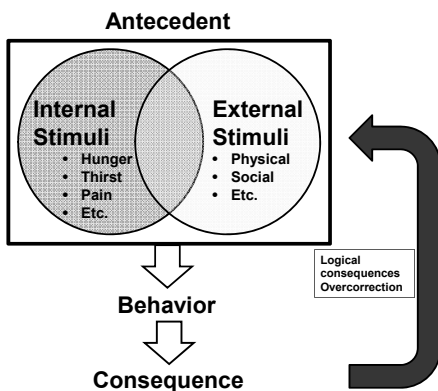 Antecedent
Internal
Stimuli
• Hunger
• Thirst
• Pain
• Etc.
External
Stimuli
• Physical
• Social
• Etc.
Logical
consequences
Overcorrection
Behavior
Consequence